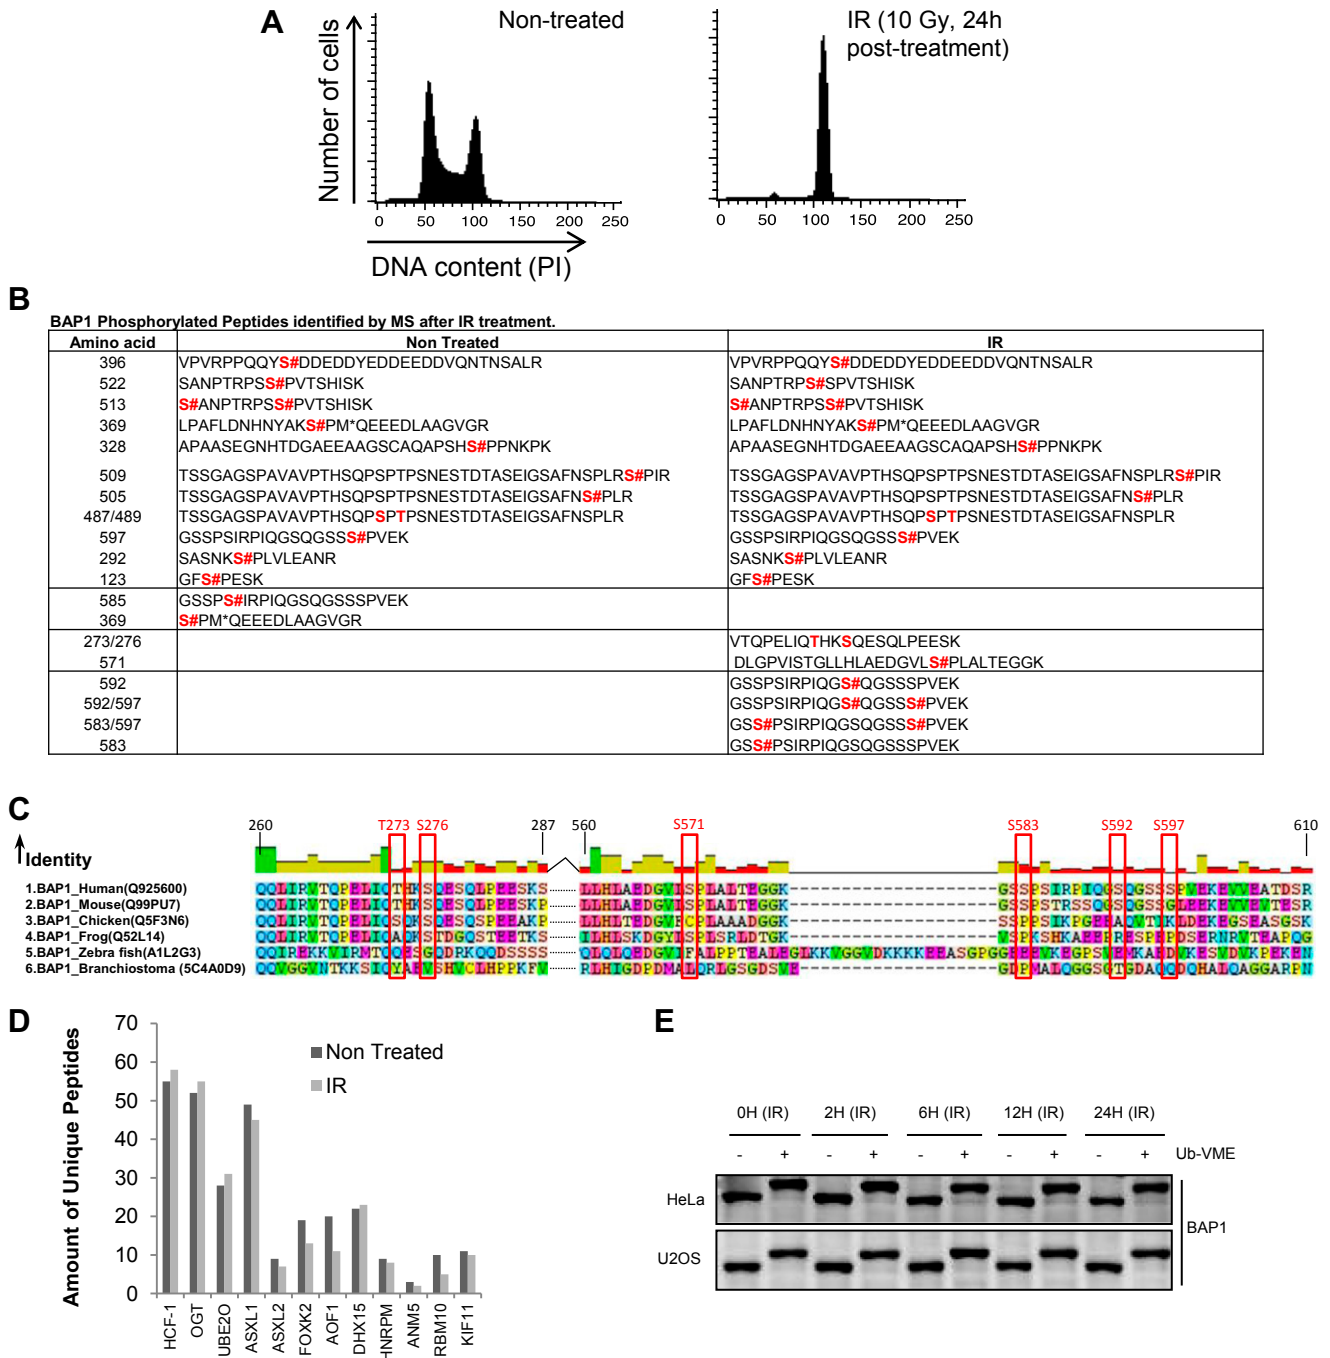 A
Non-treated
IR (10 Gy, 24h
post-treatment)
Number of cells
0 50 100 150 200 250
0 50 100 150 200 250
DNA content (PI)
B
BAP1 Phosphorylated Peptides identified by MS after IR treatment.
Amino acid Non Treated IR
396 VPVRPPQQYS#DDEDDYEDDEEDDVQNTNSALR VPVRPPQQYS#DDEDDYEDDEEDDVQNTNSALR
522 SANPTRPSS#PVTSHISK SANPTRPS#SPVTSHISK
513 S#ANPTRPSS#PVTSHISK S#ANPTRPSS#PVTSHISK
369 LPAFLDNHNYAKS#PM*QEEEDLAAGVGR LPAFLDNHNYAKS#PM*QEEEDLAAGVGR
328 APAASEGNHTDGAEEAAGSCAQAPSHS#PPNKPK APAASEGNHTDGAEEAAGSCAQAPSHS#PPNKPK
509 TSSGAGSPAVAVPTHSQPSPTPSNESTDTASEIGSAFNSPLRS#PIR TSSGAGSPAVAVPTHSQPSPTPSNESTDTASEIGSAFNSPLRS#PIR
505 TSSGAGSPAVAVPTHSQPSPTPSNESTDTASEIGSAFNS#PLR TSSGAGSPAVAVPTHSQPSPTPSNESTDTASEIGSAFNS#PLR
487/489 TSSGAGSPAVAVPTHSQPSPTPSNESTDTASEIGSAFNSPLR TSSGAGSPAVAVPTHSQPSPTPSNESTDTASEIGSAFNSPLR
597 GSSPSIRPIQGSQGSSS#PVEK GSSPSIRPIQGSQGSSS#PVEK
292 SASNKS#PLVLEANR SASNKS#PLVLEANR
123 GFS#PESK GFS#PESK
585 GSSPS#IRPIQGSQGSSSPVEK
369 S#PM*QEEEDLAAGVGR
273/276 VTQPELIQTHKSQESQLPEESK
571 DLGPVISTGLLHLAEDGVLS#PLALTEGGK
592 GSSPSIRPIQGS#QGSSSPVEK
592/597 GSSPSIRPIQGS#QGSSS#PVEK
583/597 GSS#PSIRPIQGSQGSSS#PVEK
583 GSS#PSIRPIQGSQGSSSPVEK
C
260 T273 S276 287 560 S571 S583 S592 S597 610
Identity
1.BAP1_Human(Q925600) QQLIRVTQPELIQTHKSQESQLPEESKS LLHLAEDGVLSPLALTEGGK GSSPSIRPIQGSQGSSSPVEKEVVEATDSR
2.BAP1_Mouse(Q99PU7)
3.BAP1_Chicken(Q5F3N6)
4.BAP1_Frog(Q52L14)
5.BAP1_Zebra fish(A1L2G3)
6.BAP1_Branchiostoma (5C4A0D9)
D
Amount of Unique Peptides
70
60
50
40
30
20
10
0
Non Treated
IR
HCF-1 OGT UBE2O ASXL1 ASXL2 FOXK2 AOF1 DHX15 HNRPM ANM5 RBM10 KIF11
E
0H (IR) 2H (IR) 6H (IR) 12H (IR) 24H (IR)
- + - + - + - + - + Ub-VME
HeLa
U2OS
BAP1